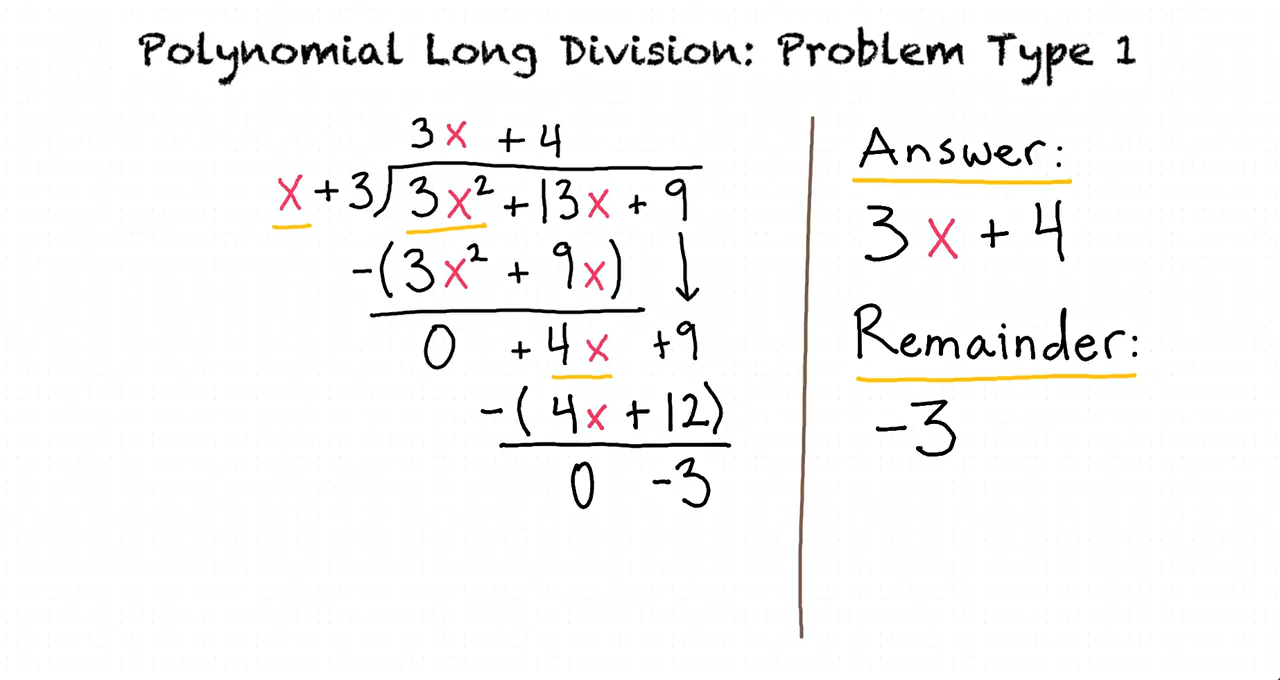 Polynomial Long Division: Problem Type 1
3x + 4
x + 3) 3x² + 13x + 9
-(3x² + 9x)
0 + 4x +9
-( 4x + 12)
0 -3
Answer:
3x + 4
Remainder:
-3